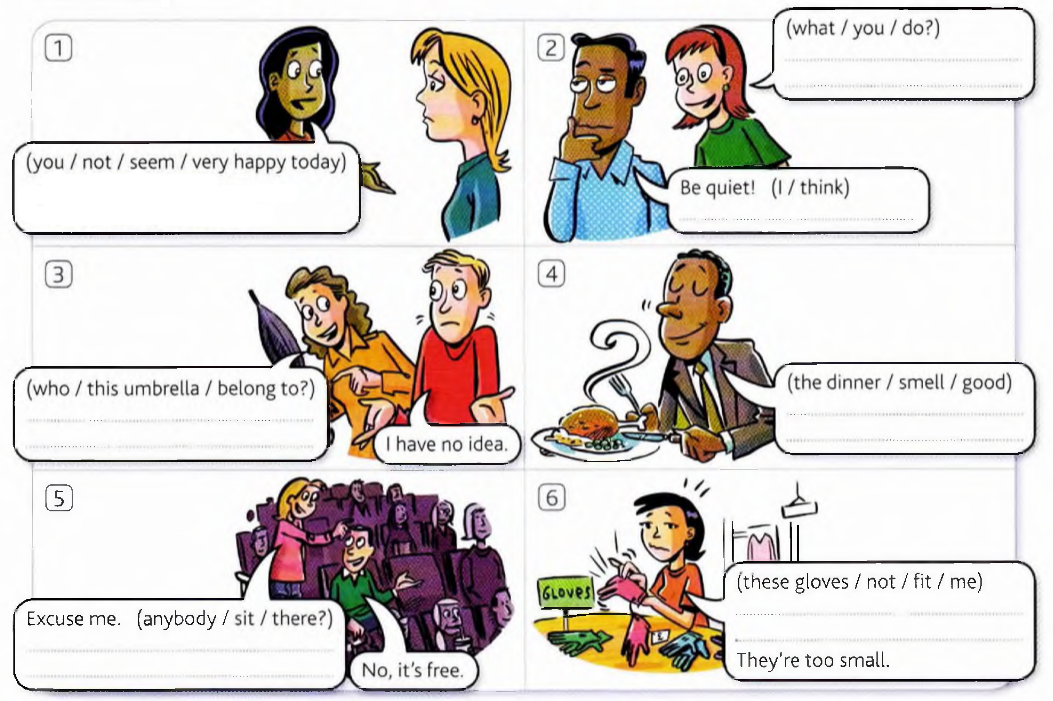 1
(you / not / seem / very happy today)
2
(what / you / do?)
Be quiet! (I / think)
3
(who / this umbrella / belong to?)
I have no idea.
4
(the dinner / smell / good)
5
Excuse me. (anybody / sit / there?)
No, it's free.
6
GLOVES
(these gloves / not / fit / me)
They're too small.